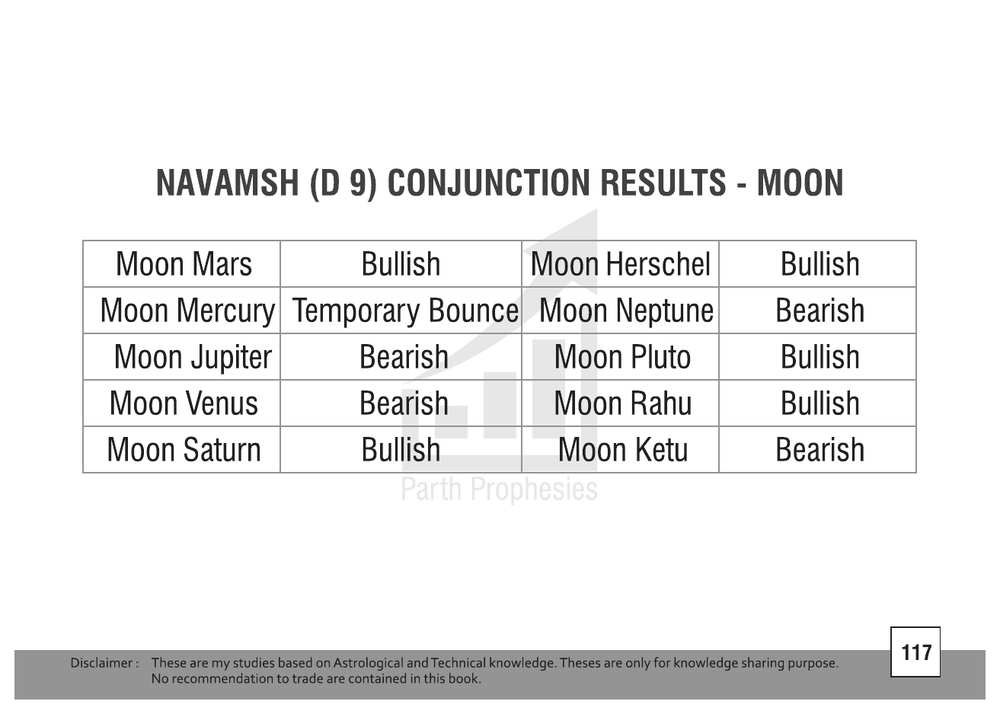 NAVAMSH (D 9) CONJUNCTION RESULTS - MOON
Moon Mars Bullish Moon Herschel Bullish
Moon Mercury Temporary Bounce Moon Neptune Bearish
Moon Jupiter Bearish Moon Pluto Bullish
Moon Venus Bearish Moon Rahu Bullish
Moon Saturn Bullish Moon Ketu Bearish
Parth Prophesies
117
Disclaimer : These are my studies based on Astrological and Technical knowledge. Theses are only for knowledge sharing purpose.
No recommendation to trade are contained in this book.